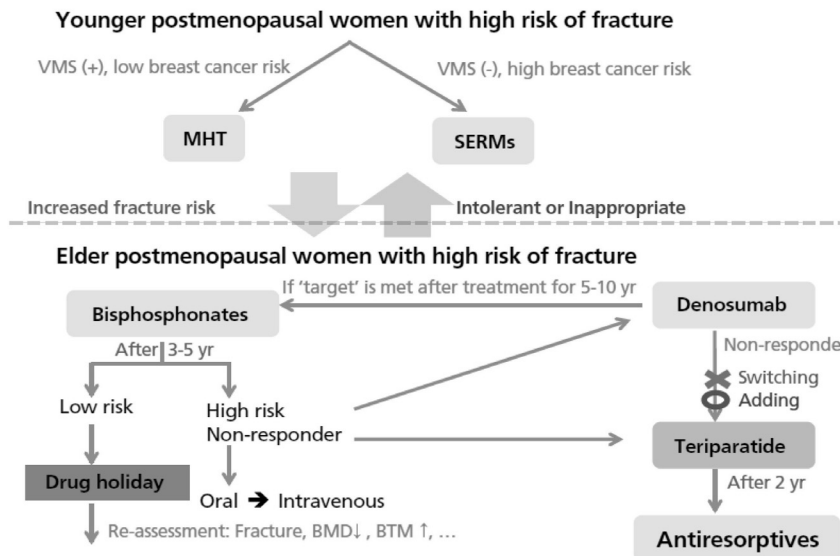 Younger postmenopausal women with high risk of fracture
VMS (+), low breast cancer risk
VMS (-), high breast cancer risk
MHT
SERMs
Increased fracture risk
Intolerant or Inappropriate
Elder postmenopausal women with high risk of fracture
If 'target' is met after treatment for 5-10 yr
Bisphosphonates
Denosumab
After 3-5 yr
Non-responde
Switching
Adding
Low risk
High risk
Non-responder
Teriparatide
Drug holiday
After 2 yr
Oral ➔ Intravenous
Re-assessment: Fracture, BMD↓ , BTM ↑, ...
Antiresorptives